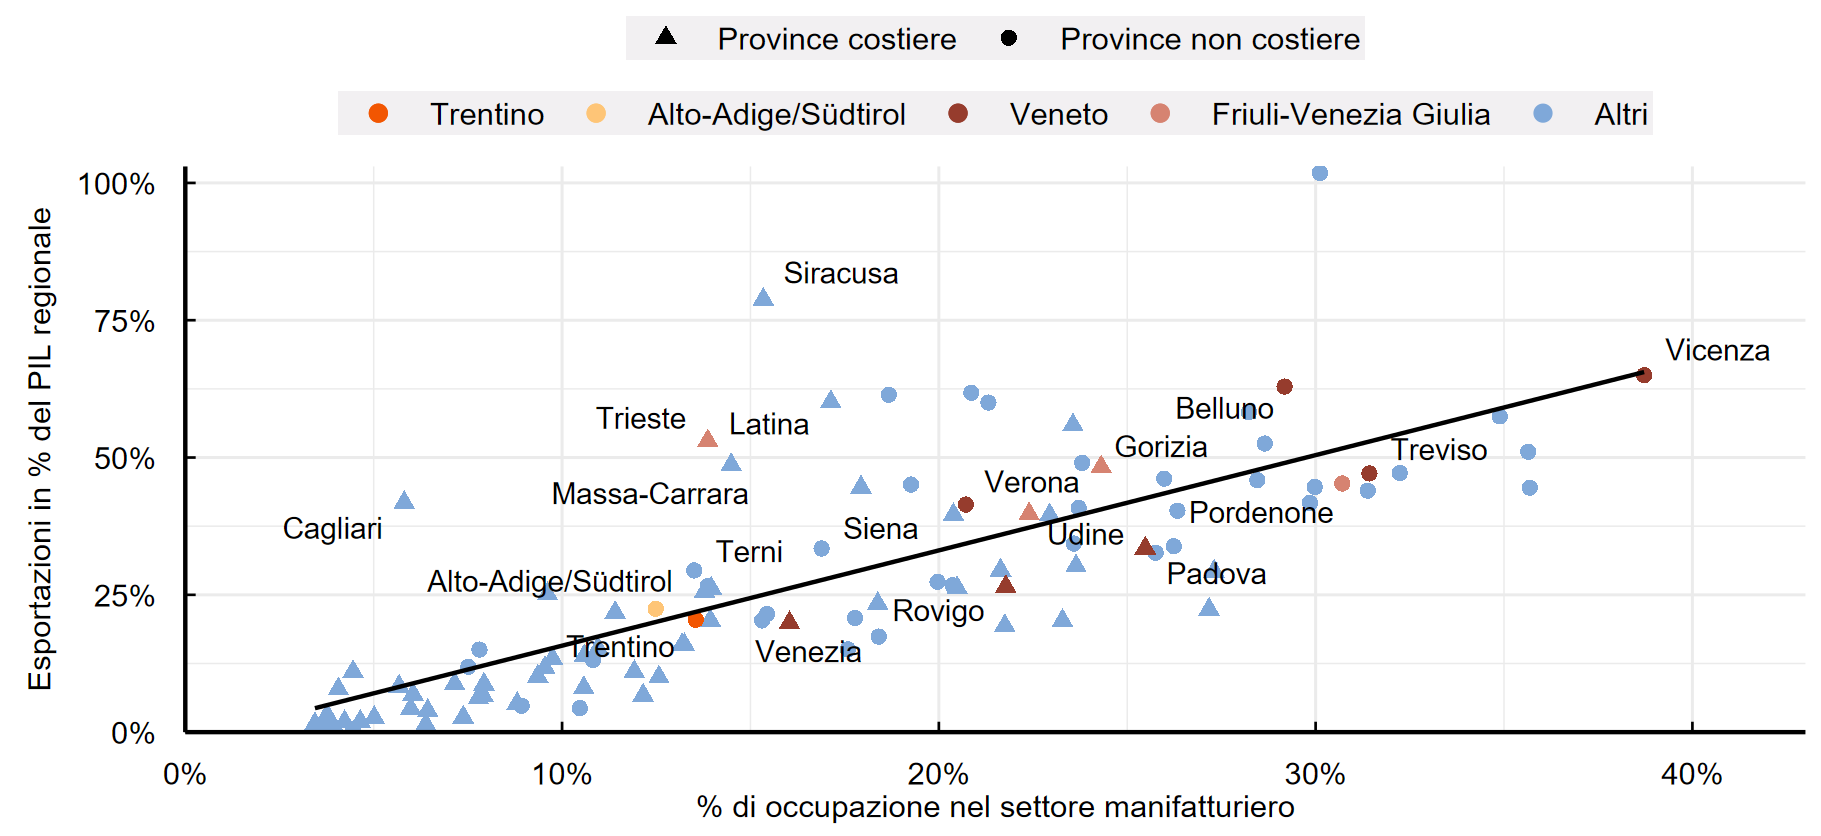 Province costiere Province non costiere
Trentino Alto-Adige/Südtirol Veneto Friuli-Venezia Giulia Altri
Esportazioni in % del PIL regionale
100%
75%
50%
25%
0%
Siracusa
Vicenza
Belluno
Trieste
Latina
Gorizia
Treviso
Verona
Massa-Carrara
Pordenone
Cagliari
Siena
Udine
Terni
Padova
Alto-Adige/Südtirol
Rovigo
Trentino
Venezia
0% 10% 20% 30% 40%
% di occupazione nel settore manifatturiero